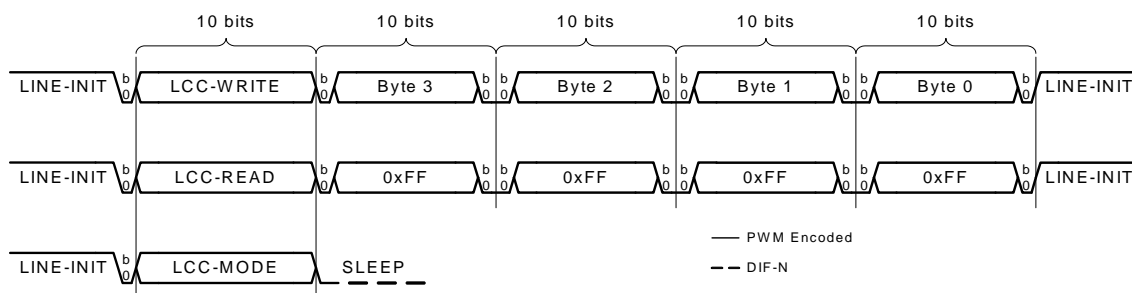 10 bits 10 bits 10 bits 10 bits 10 bits
LINE-INIT b0 LCC-WRITE b0 Byte 3 b0 b0 Byte 2 b0 b0 Byte 1 b0 b0 Byte 0 b0 LINE-INIT
LINE-INIT b0 LCC-READ b0 0xFF b0 b0 0xFF b0 b0 0xFF b0 b0 0xFF b0 LINE-INIT
PWM Encoded
LINE-INIT b0 LCC-MODE SLEEP
DIF-N